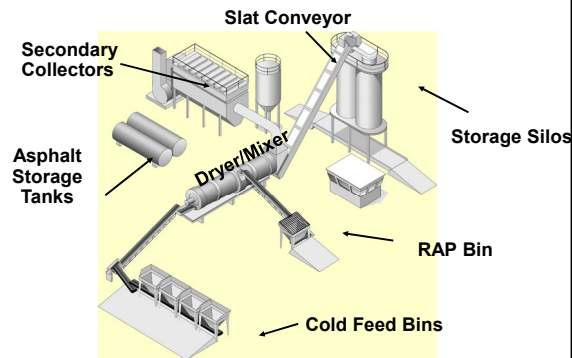 Slat Conveyor
Secondary
Collectors
Storage Silos
Asphalt
Storage
Tanks
Dryer/Mixer
RAP Bin
Cold Feed Bins